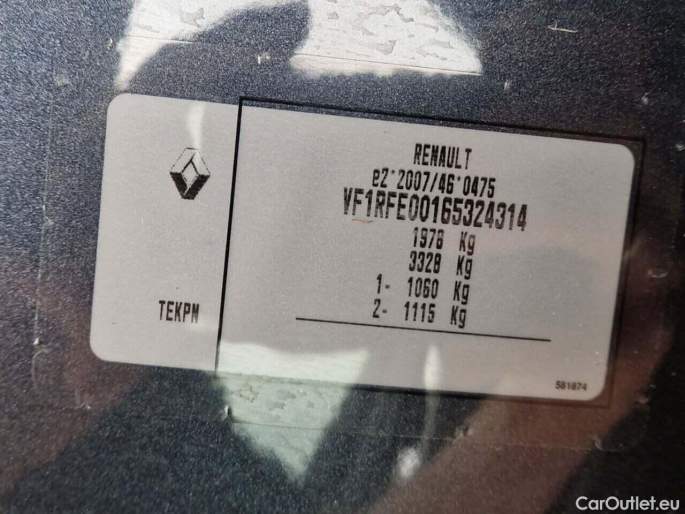 RENAULT
e2*2007/46*0475
VF1RFE00165324314
1978 Kg
3328 Kg
1- 1060 Kg
2- 1115 Kg
TEKPN
581874
CarOutlet.eu